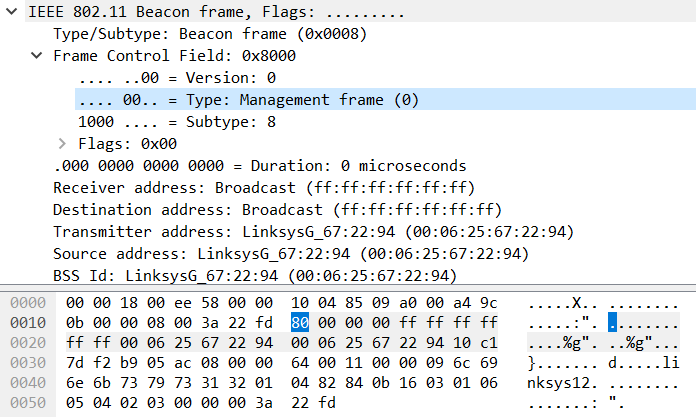 IEEE 802.11 Beacon frame, Flags: .........
Type/Subtype: Beacon frame (0x0008)
Frame Control Field: 0x8000
.... ..00 = Version: 0
.... 00.. = Type: Management frame (0)
1000 .... = Subtype: 8
Flags: 0x00
.000 0000 0000 0000 = Duration: 0 microseconds
Receiver address: Broadcast (ff:ff:ff:ff:ff:ff)
Destination address: Broadcast (ff:ff:ff:ff:ff:ff)
Transmitter address: LinksysG_67:22:94 (00:06:25:67:22:94)
Source address: LinksysG_67:22:94 (00:06:25:67:22:94)
BSS Id: LinksysG_67:22:94 (00:06:25:67:22:94)
0000 00 00 18 00 ee 58 00 00 10 04 85 09 a0 00 a4 9c .....X.. ........
0010 0b 00 00 08 00 3a 22 fd 80 00 00 00 ff ff ff ff .....:". ........
0020 ff ff 00 06 25 67 22 94 00 06 25 67 22 94 10 c1 ....%g". ..%g"...
0030 7d f2 b9 05 ac 08 00 00 64 00 11 00 00 09 6c 69 }....... d.....li
0040 6e 6b 73 79 73 31 32 01 04 82 84 0b 16 03 01 06 nksys12. ........
0050 05 04 02 03 00 00 00 3a 22 fd .......: ".